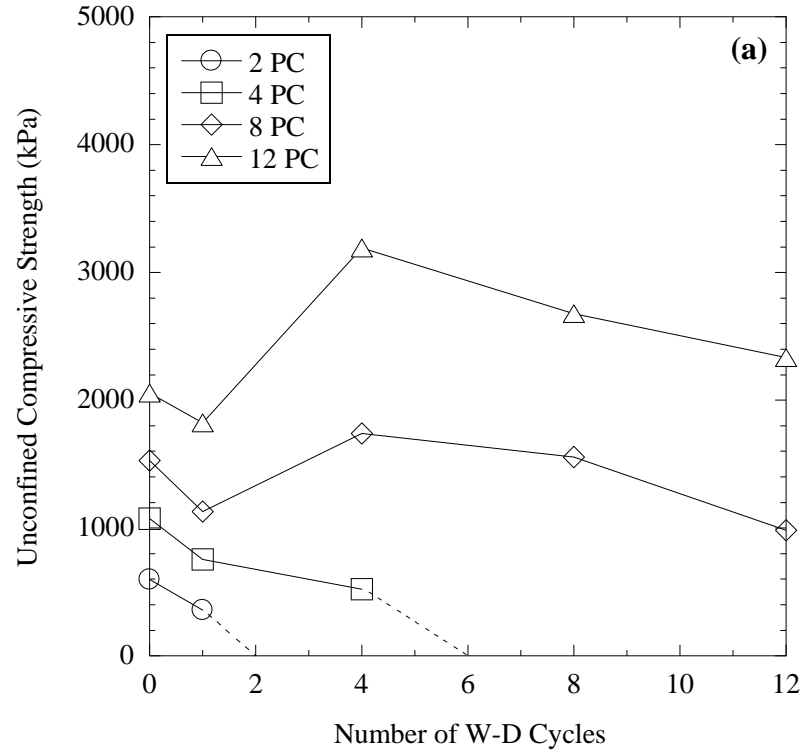 (a)
2 PC
4 PC
8 PC
12 PC
5000
4000
3000
2000
1000
0
Unconfined Compressive Strength (kPa)
0 2 4 6 8 10 12
Number of W-D Cycles